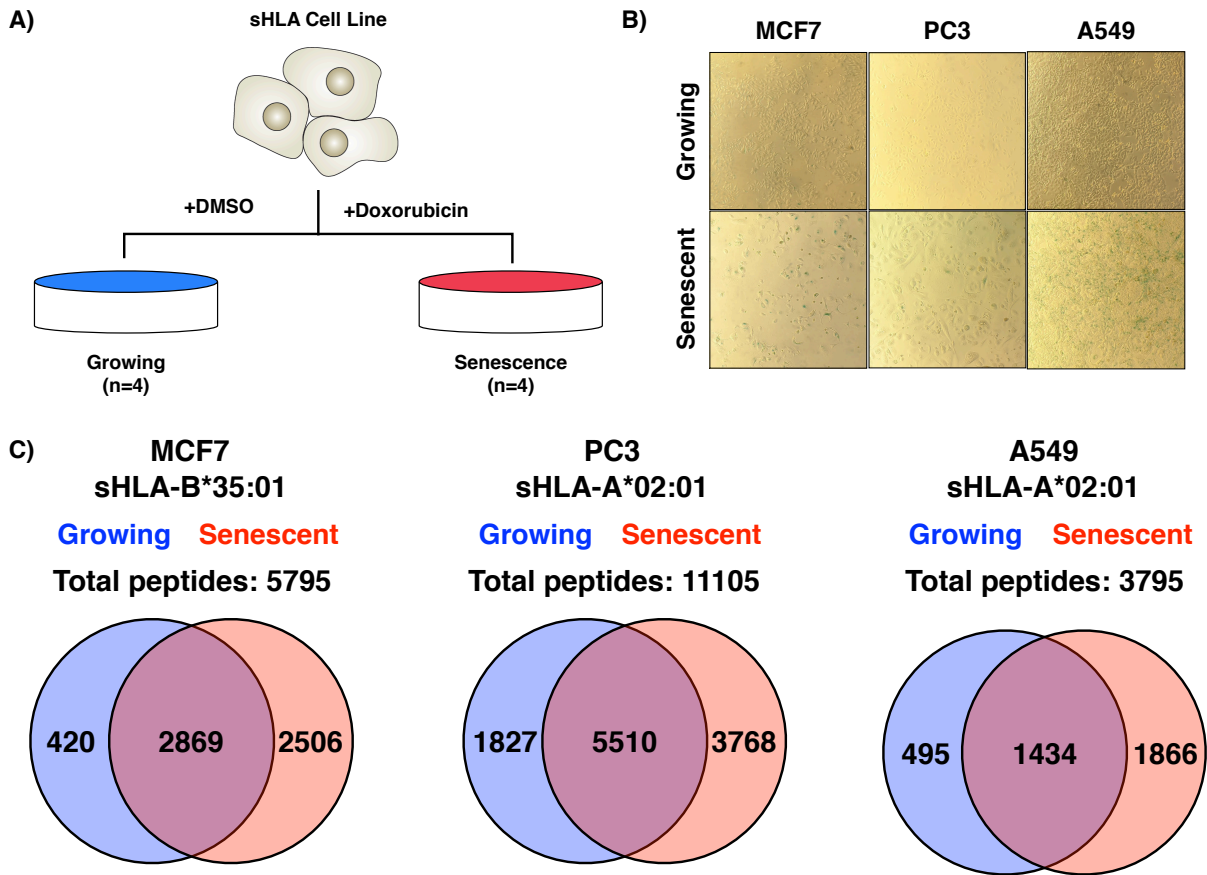 A)
sHLA Cell Line
+DMSO
+Doxorubicin
Growing
(n=4)
Senescence
(n=4)
B)
MCF7 PC3 A549
Growing
Senescent
C)
MCF7
sHLA-B*35:01
Growing Senescent
Total peptides: 5795
420 2869 2506
PC3
sHLA-A*02:01
Growing Senescent
Total peptides: 11105
1827 5510 3768
A549
sHLA-A*02:01
Growing Senescent
Total peptides: 3795
495 1434 1866